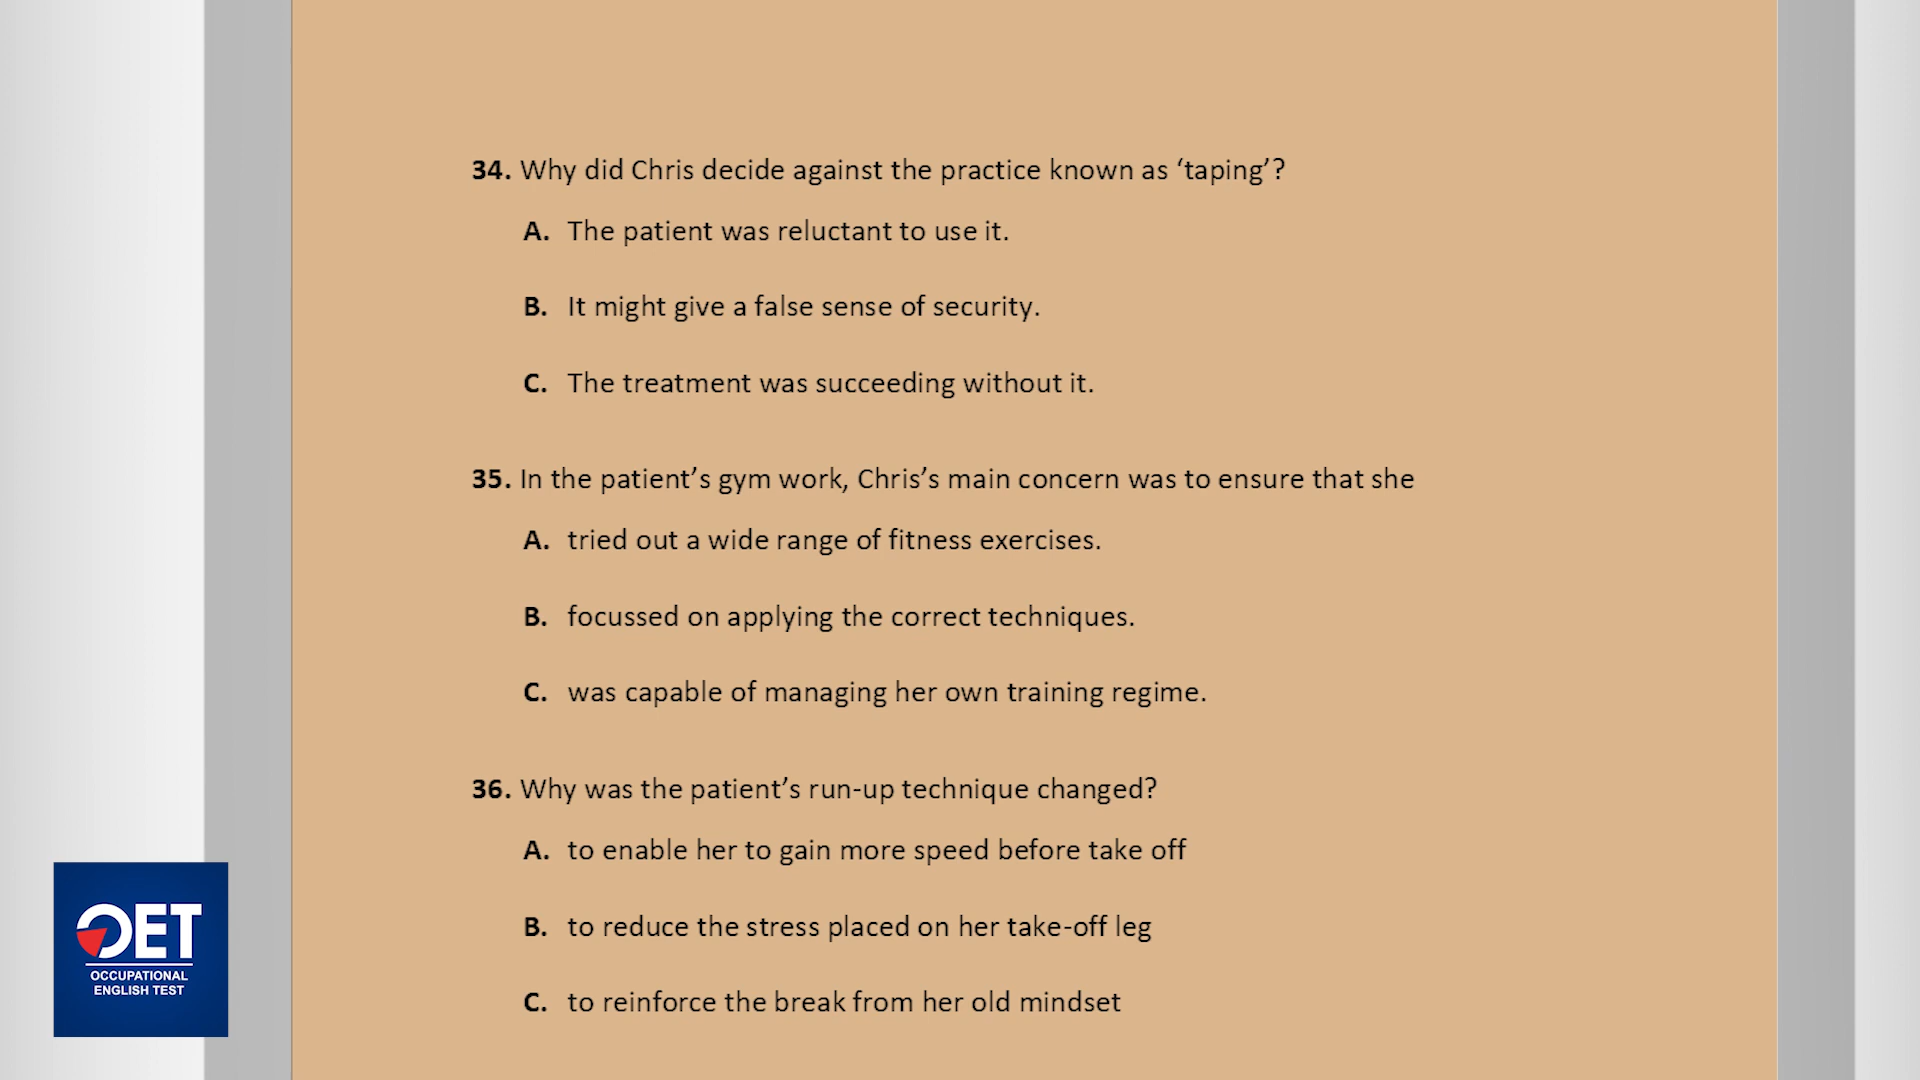 34. Why did Chris decide against the practice known as ‘taping’?
A. The patient was reluctant to use it.
B. It might give a false sense of security.
C. The treatment was succeeding without it.
35. In the patient’s gym work, Chris’s main concern was to ensure that she
A. tried out a wide range of fitness exercises.
B. focussed on applying the correct techniques.
C. was capable of managing her own training regime.
36. Why was the patient’s run-up technique changed?
A. to enable her to gain more speed before take off
B. to reduce the stress placed on her take-off leg
C. to reinforce the break from her old mindset
OET
OCCUPATIONAL
ENGLISH TEST